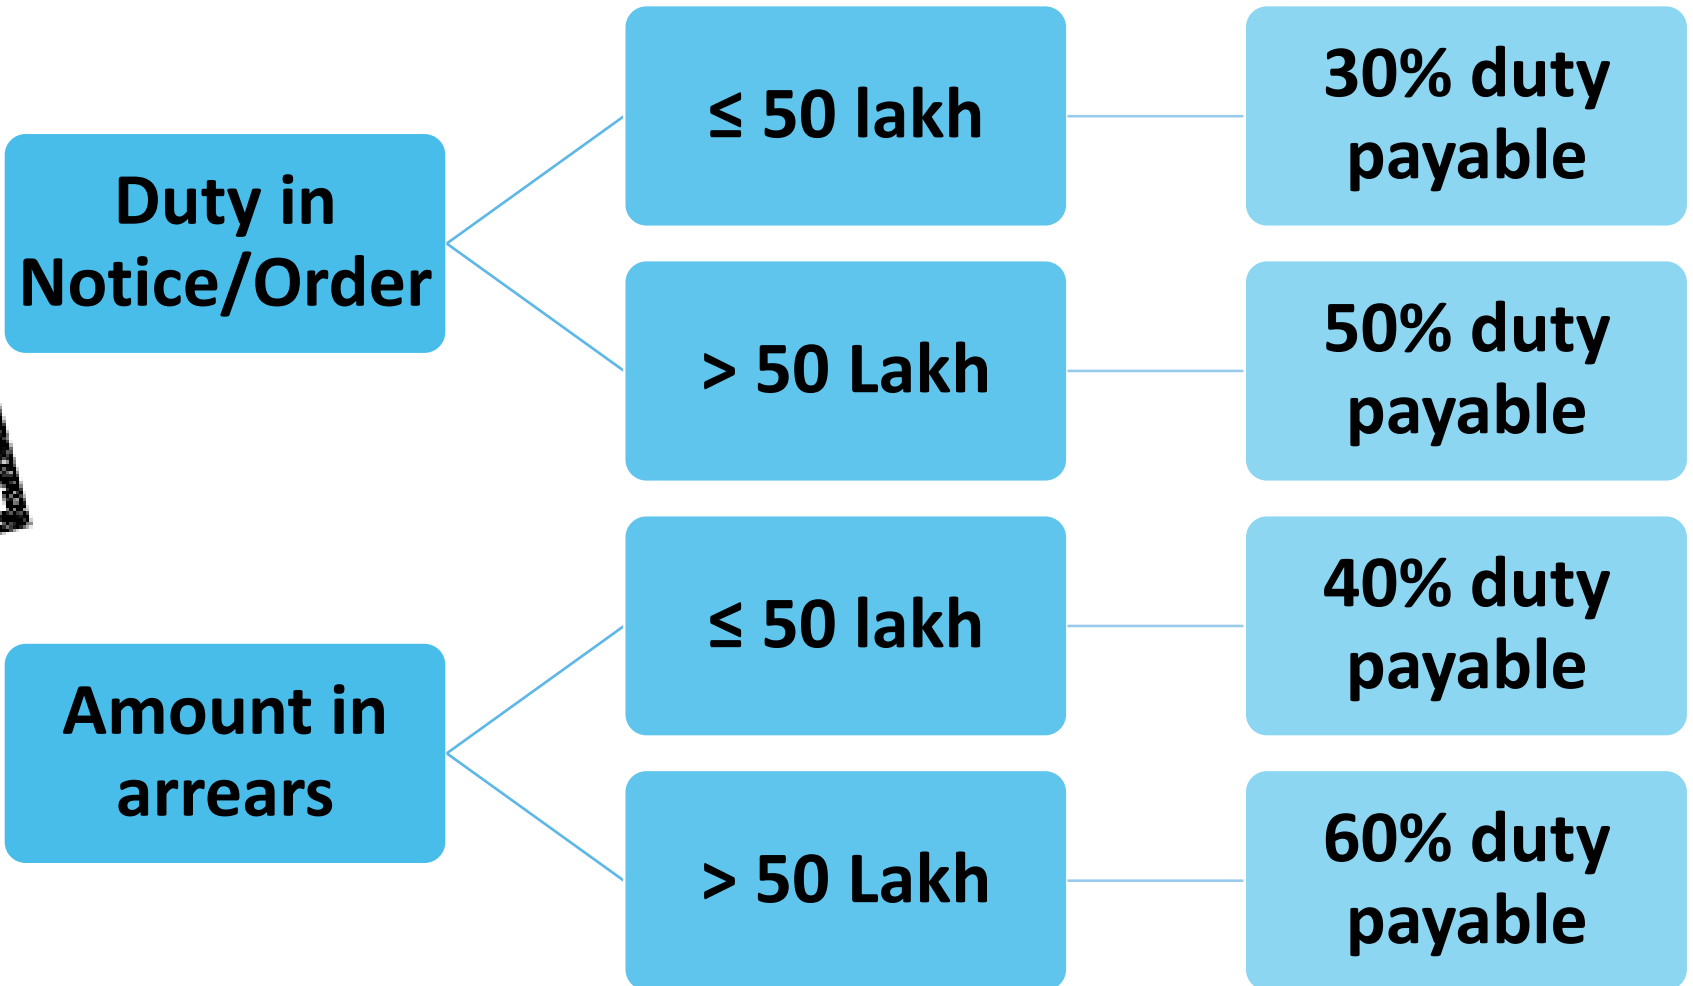 Duty in
Notice/Order
≤ 50 lakh
30% duty
payable
> 50 Lakh
50% duty
payable
Amount in
arrears
≤ 50 lakh
40% duty
payable
> 50 Lakh
60% duty
payable